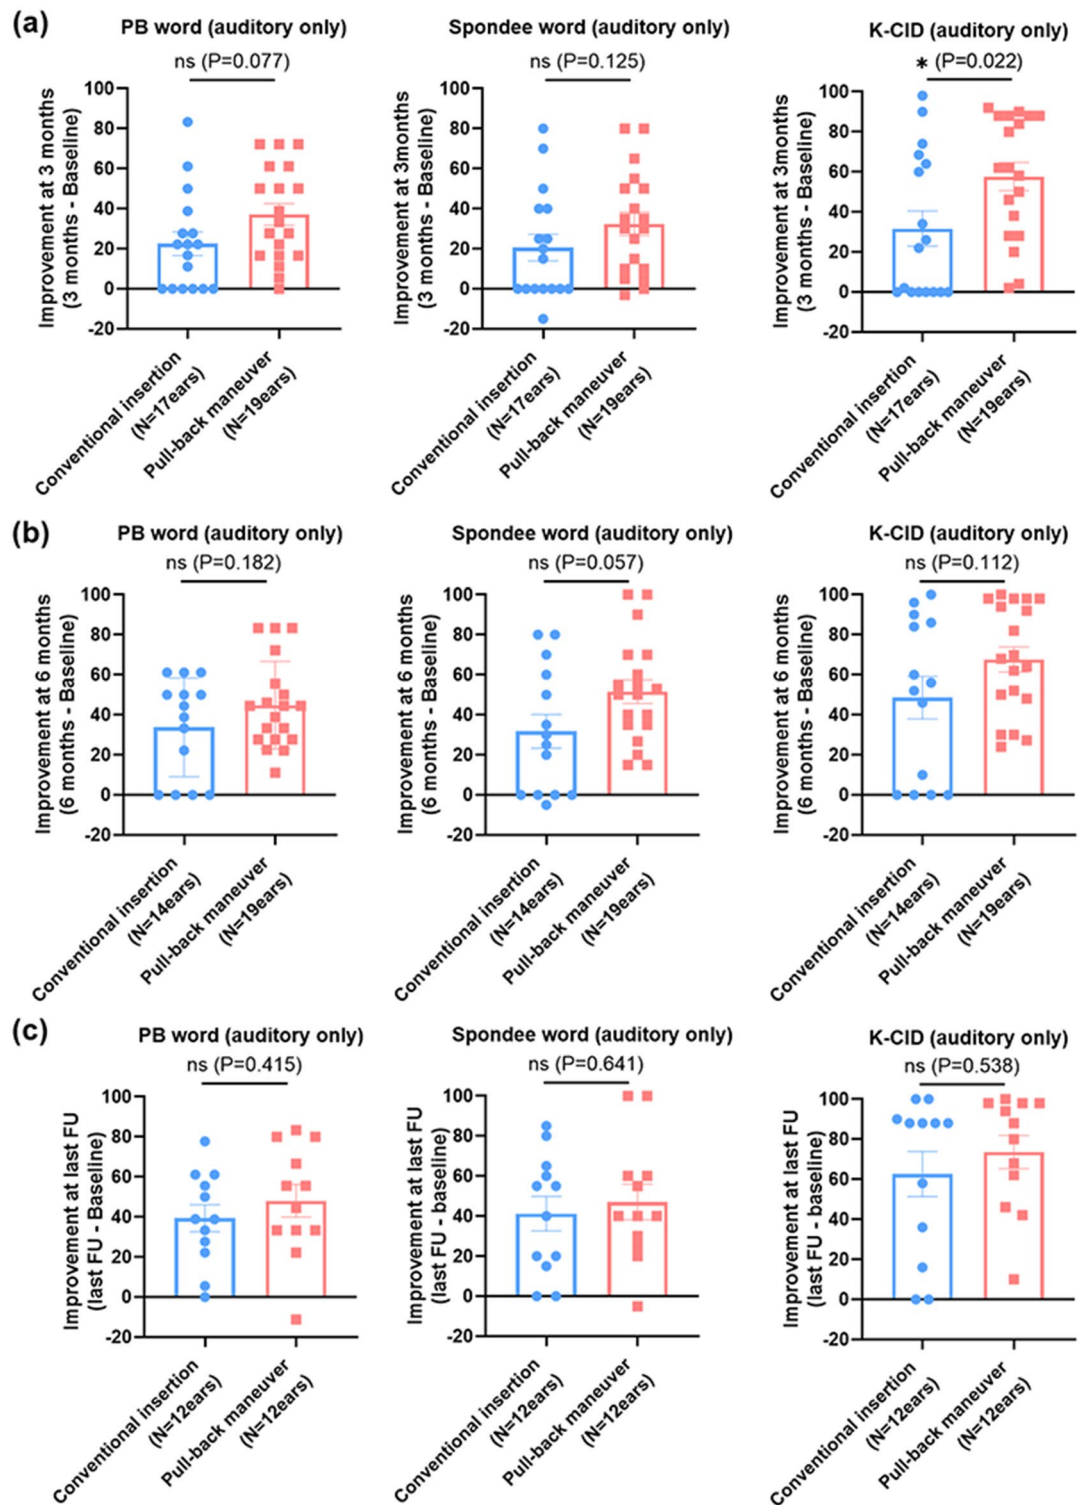 (a)
PB word (auditory only)
ns (P=0.077)
Improvement at 3 months
(3 months - Baseline)
100
80
60
40
20
0
-20
Conventional insertion
(N=17ears)
Pull-back maneuver
(N=19ears)
Spondee word (auditory only)
ns (P=0.125)
Improvement at 3months
(3 months - Baseline)
100
80
60
40
20
0
-20
Conventional insertion
(N=17ears)
Pull-back maneuver
(N=19ears)
K-CID (auditory only)
* (P=0.022)
Improvement at 3months
(3 months - Baseline)
100
80
60
40
20
0
-20
Conventional insertion
(N=17ears)
Pull-back maneuver
(N=19ears)
(b)
PB word (auditory only)
ns (P=0.182)
Improvement at 6 months
(6 months - Baseline)
100
80
60
40
20
0
-20
Conventional insertion
(N=14ears)
Pull-back maneuver
(N=19ears)
Spondee word (auditory only)
ns (P=0.057)
Improvement at 6 months
(6 months - Baseline)
100
80
60
40
20
0
-20
Conventional insertion
(N=14ears)
Pull-back maneuver
(N=19ears)
K-CID (auditory only)
ns (P=0.112)
Improvement at 6 months
(6 months - Baseline)
100
80
60
40
20
0
-20
Conventional insertion
(N=14ears)
Pull-back maneuver
(N=19ears)
(c)
PB word (auditory only)
ns (P=0.415)
Improvement at last FU
(last FU - Baseline)
100
80
60
40
20
0
-20
Conventional insertion
(N=12ears)
Pull-back maneuver
(N=12ears)
Spondee word (auditory only)
ns (P=0.641)
Improvement at last FU
(last FU - baseline)
100
80
60
40
20
0
-20
Conventional insertion
(N=12ears)
Pull-back maneuver
(N=12ears)
K-CID (auditory only)
ns (P=0.538)
Improvement at last FU
(last FU - baseline)
100
80
60
40
20
0
-20
Conventional insertion
(N=12ears)
Pull-back maneuver
(N=12ears)